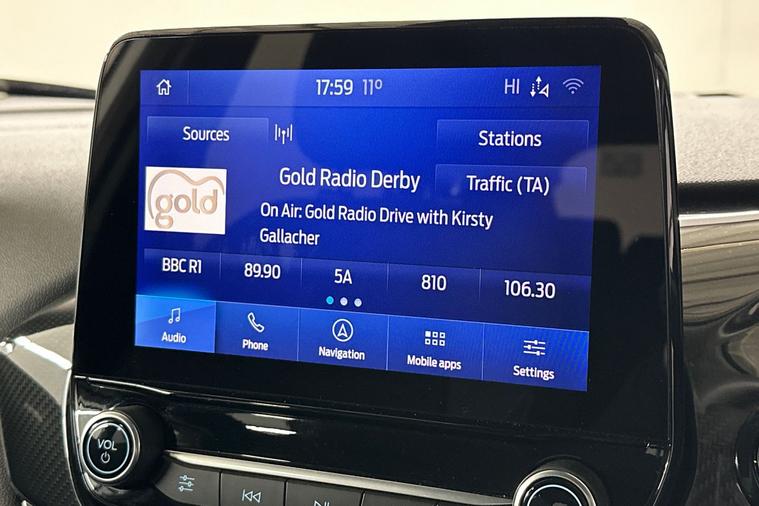 17:59 11° HI
Sources
Stations
Gold Radio Derby
Traffic (TA)
gold
On Air: Gold Radio Drive with Kirsty
Gallacher
BBC R1 89.90 5A 810 106.30
Audio Phone Navigation Mobile apps Settings
VOL